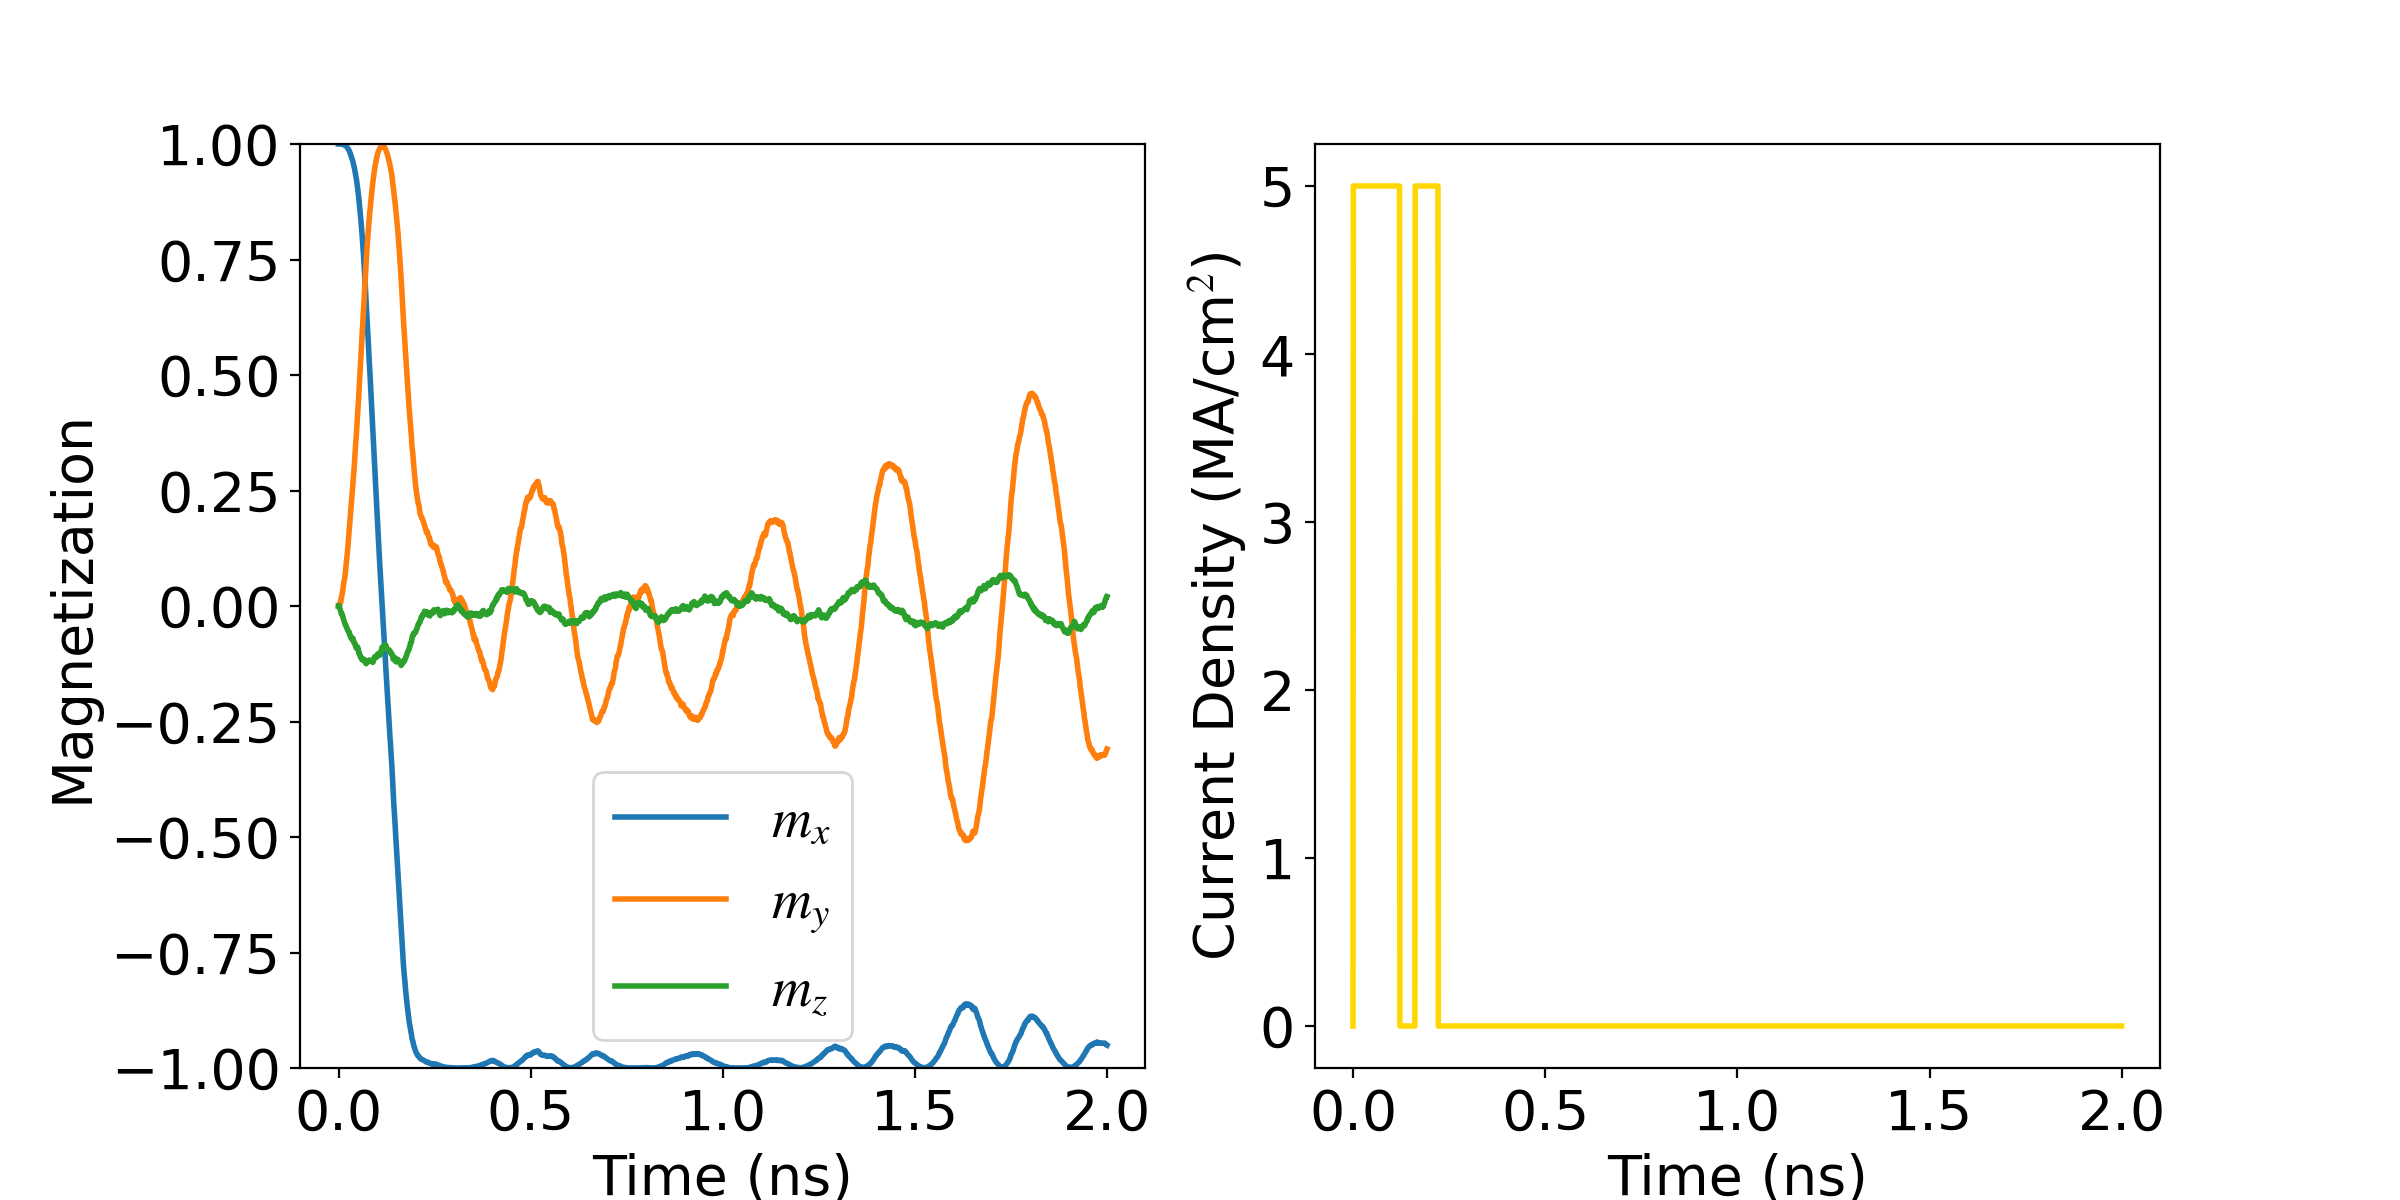 1.00
0.75
0.50
0.25
0.00
−0.25
−0.50
−0.75
−1.00
Magnetization
0.0 0.5 1.0 1.5 2.0
Time (ns)
m_x
m_y
m_z
5
4
3
2
1
0
Current Density (MA/cm²)
0.0 0.5 1.0 1.5 2.0
Time (ns)